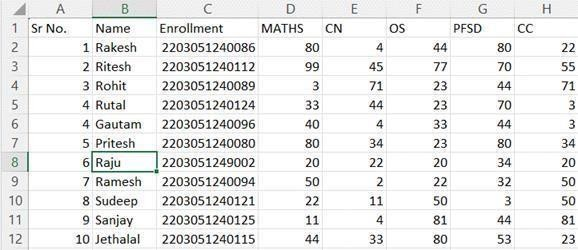 A B C D E F G H
1 Sr No. Name Enrollment MATHS CN OS PFSD CC
2 1 Rakesh 2203051240086 80 4 44 80 22
3 2 Ritesh 2203051240112 99 45 77 70 55
4 3 Rohit 2203051240089 3 71 23 44 71
5 4 Rutal 2203051240124 33 44 23 70 3
6 4 Gautam 2203051240096 40 4 33 44 3
7 5 Pritesh 2203051240080 80 34 23 80 34
8 6 Raju 2203051249002 20 22 20 34 20
9 7 Ramesh 2203051240094 50 2 22 32 50
10 8 Sudeep 2203051240121 22 11 50 3 50
11 9 Sanjay 2203051240125 11 4 81 44 81
12 10 Jethalal 2203051240115 44 33 80 53 23